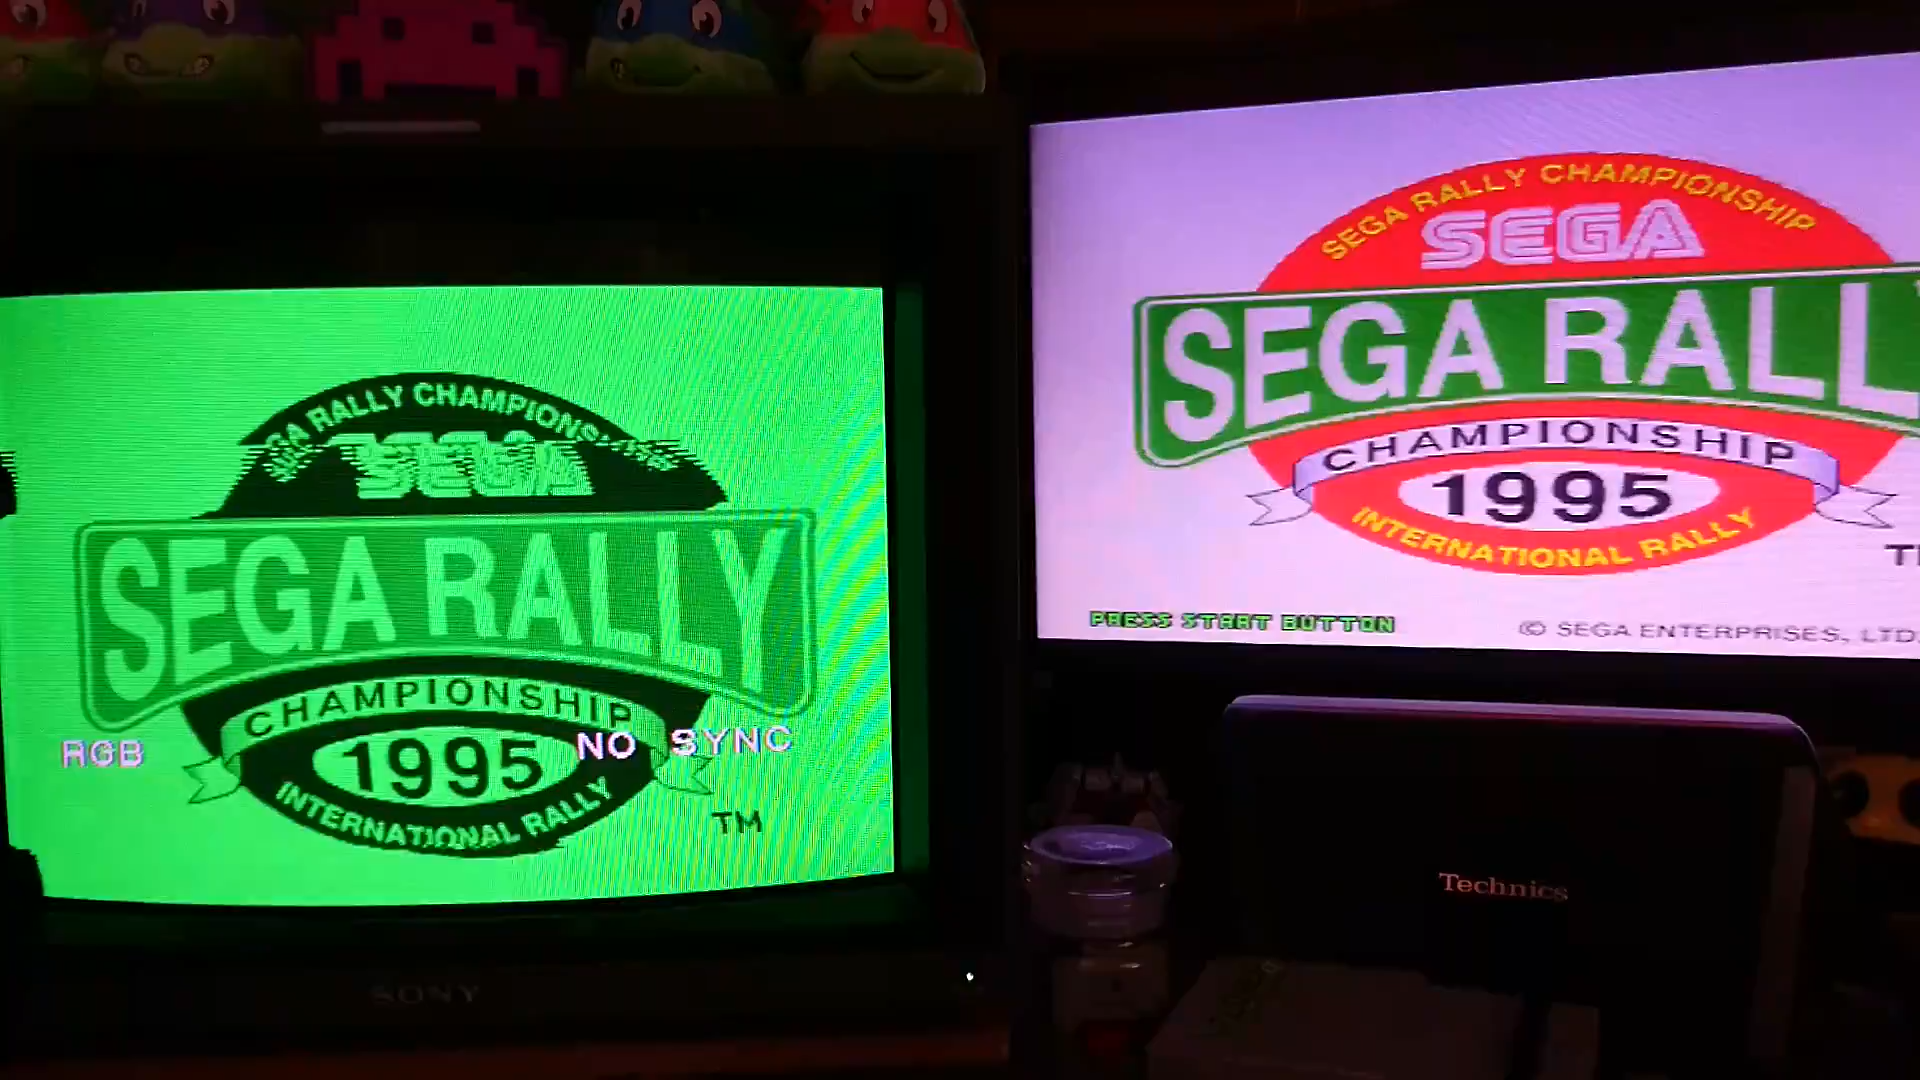 RALLY CHAMPIONSHIP
SEGA
SEGA RALLY
CHAMPIONSHIP
RGB
NO SYNC
1995
INTERNATIONAL RALLY
TM
SONY
SEGA RALLY CHAMPIONSHIP
SEGA
SEGA RALL
CHAMPIONSHIP
1995
INTERNATIONAL RALLY
PRESS START BUTTON
© SEGA ENTERPRISES, LTD
Technics